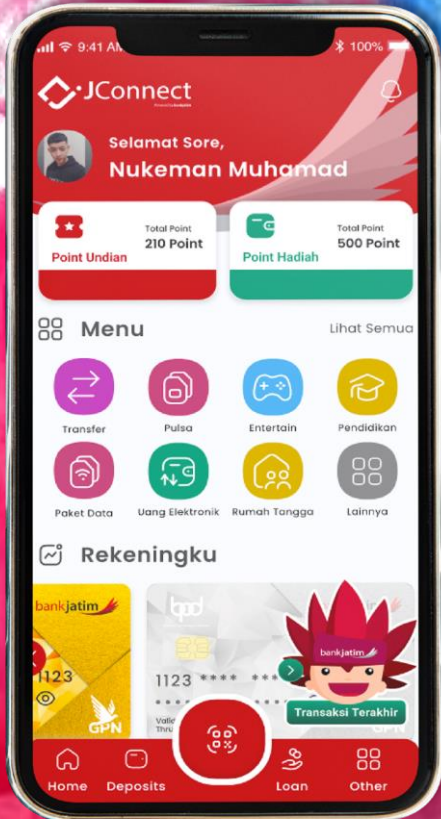 9:41 AM
100%
JConnect
Selamat Sore,
Nukeman Muhamad
Point Undian
Total Point
210 Point
Point Hadiah
Total Point
500 Point
Menu
Lihat Semua
Transfer
Pulsa
Entertain
Pendidikan
Paket Data
Uang Elektronik
Rumah Tangga
Lainnya
Rekeningku
bankjatim
1123
GPN
bpd
1123 **** ****
Valid
Thru
bankjatim
Transaksi Terakhir
Home
Deposits
Loan
Other